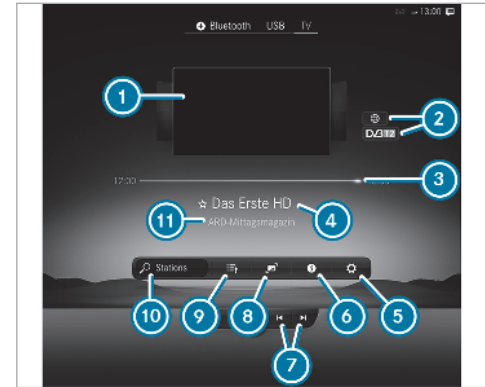 13:00
Bluetooth USB TV
1
2
DVB T2
3
12:00
☆ Das Erste HD
4
11
ARD-Mittagsmagazin
Stations
10
9
8
6
5
7